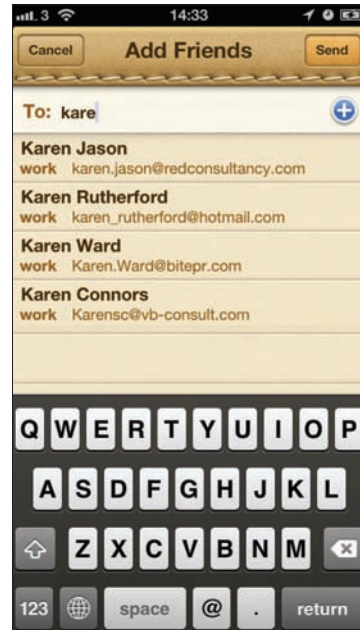 3 14:33
Cancel Add Friends Send
To: kare
Karen Jason
work karen.jason@redconsultancy.com
Karen Rutherford
work karen_rutherford@hotmail.com
Karen Ward
work Karen.Ward@bitepr.com
Karen Connors
work Karensc@vb-consult.com
Q W E R T Y U I O P
A S D F G H J K L
Z X C V B N M
123 space @ . return